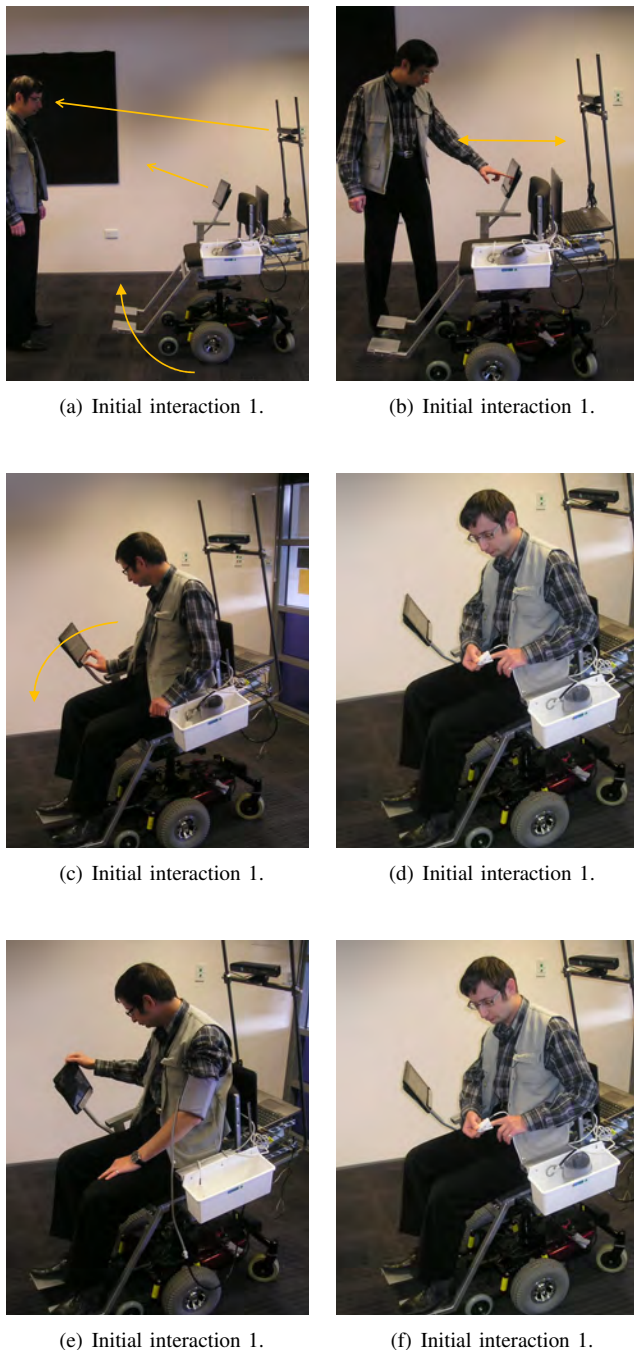 (a) Initial interaction 1.
(b) Initial interaction 1.
(c) Initial interaction 1.
(d) Initial interaction 1.
(e) Initial interaction 1.
(f) Initial interaction 1.